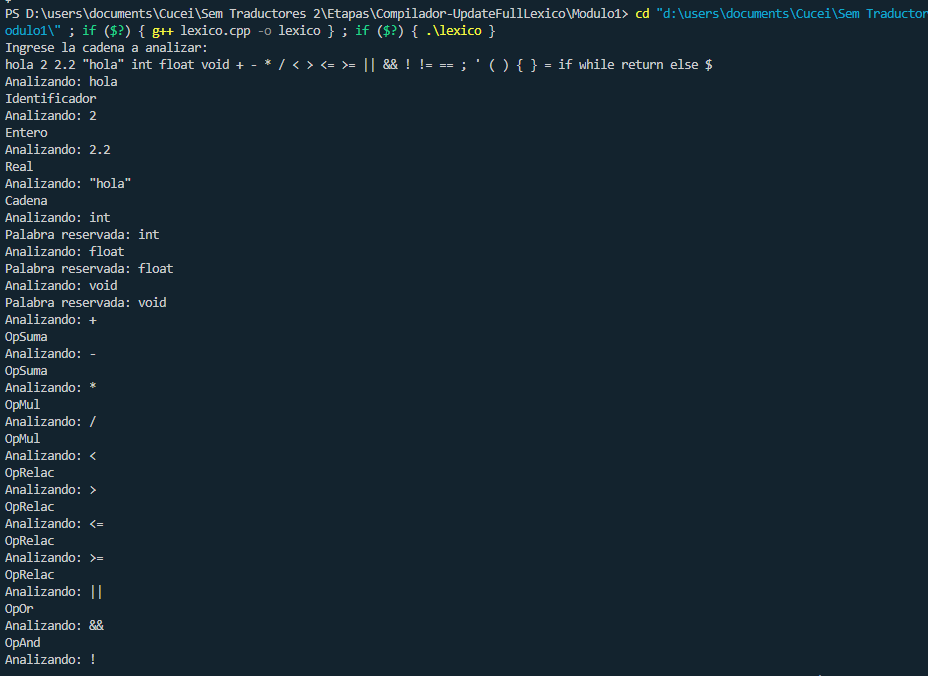 PS D:\users\documents\Cucei\Sem Traductores 2\Etapas\Compilador-UpdateFullLexico\Modulo1> cd "d:\users\documents\Cucei\Sem Traductor
odulo1\" ; if ($?) { g++ lexico.cpp -o lexico } ; if ($?) { .\lexico }
Ingrese la cadena a analizar:
hola 2 2.2 "hola" int float void + - * / < > <= >= || && ! != == ; ' ( ) { } = if while return else $
Analizando: hola
Identificador
Analizando: 2
Entero
Analizando: 2.2
Real
Analizando: "hola"
Cadena
Analizando: int
Palabra reservada: int
Analizando: float
Palabra reservada: float
Analizando: void
Palabra reservada: void
Analizando: +
OpSuma
Analizando: -
OpSuma
Analizando: *
OpMul
Analizando: /
OpMul
Analizando: <
OpRelac
Analizando: >
OpRelac
Analizando: <=
OpRelac
Analizando: >=
OpRelac
Analizando: ||
OpOr
Analizando: &&
OpAnd
Analizando: !